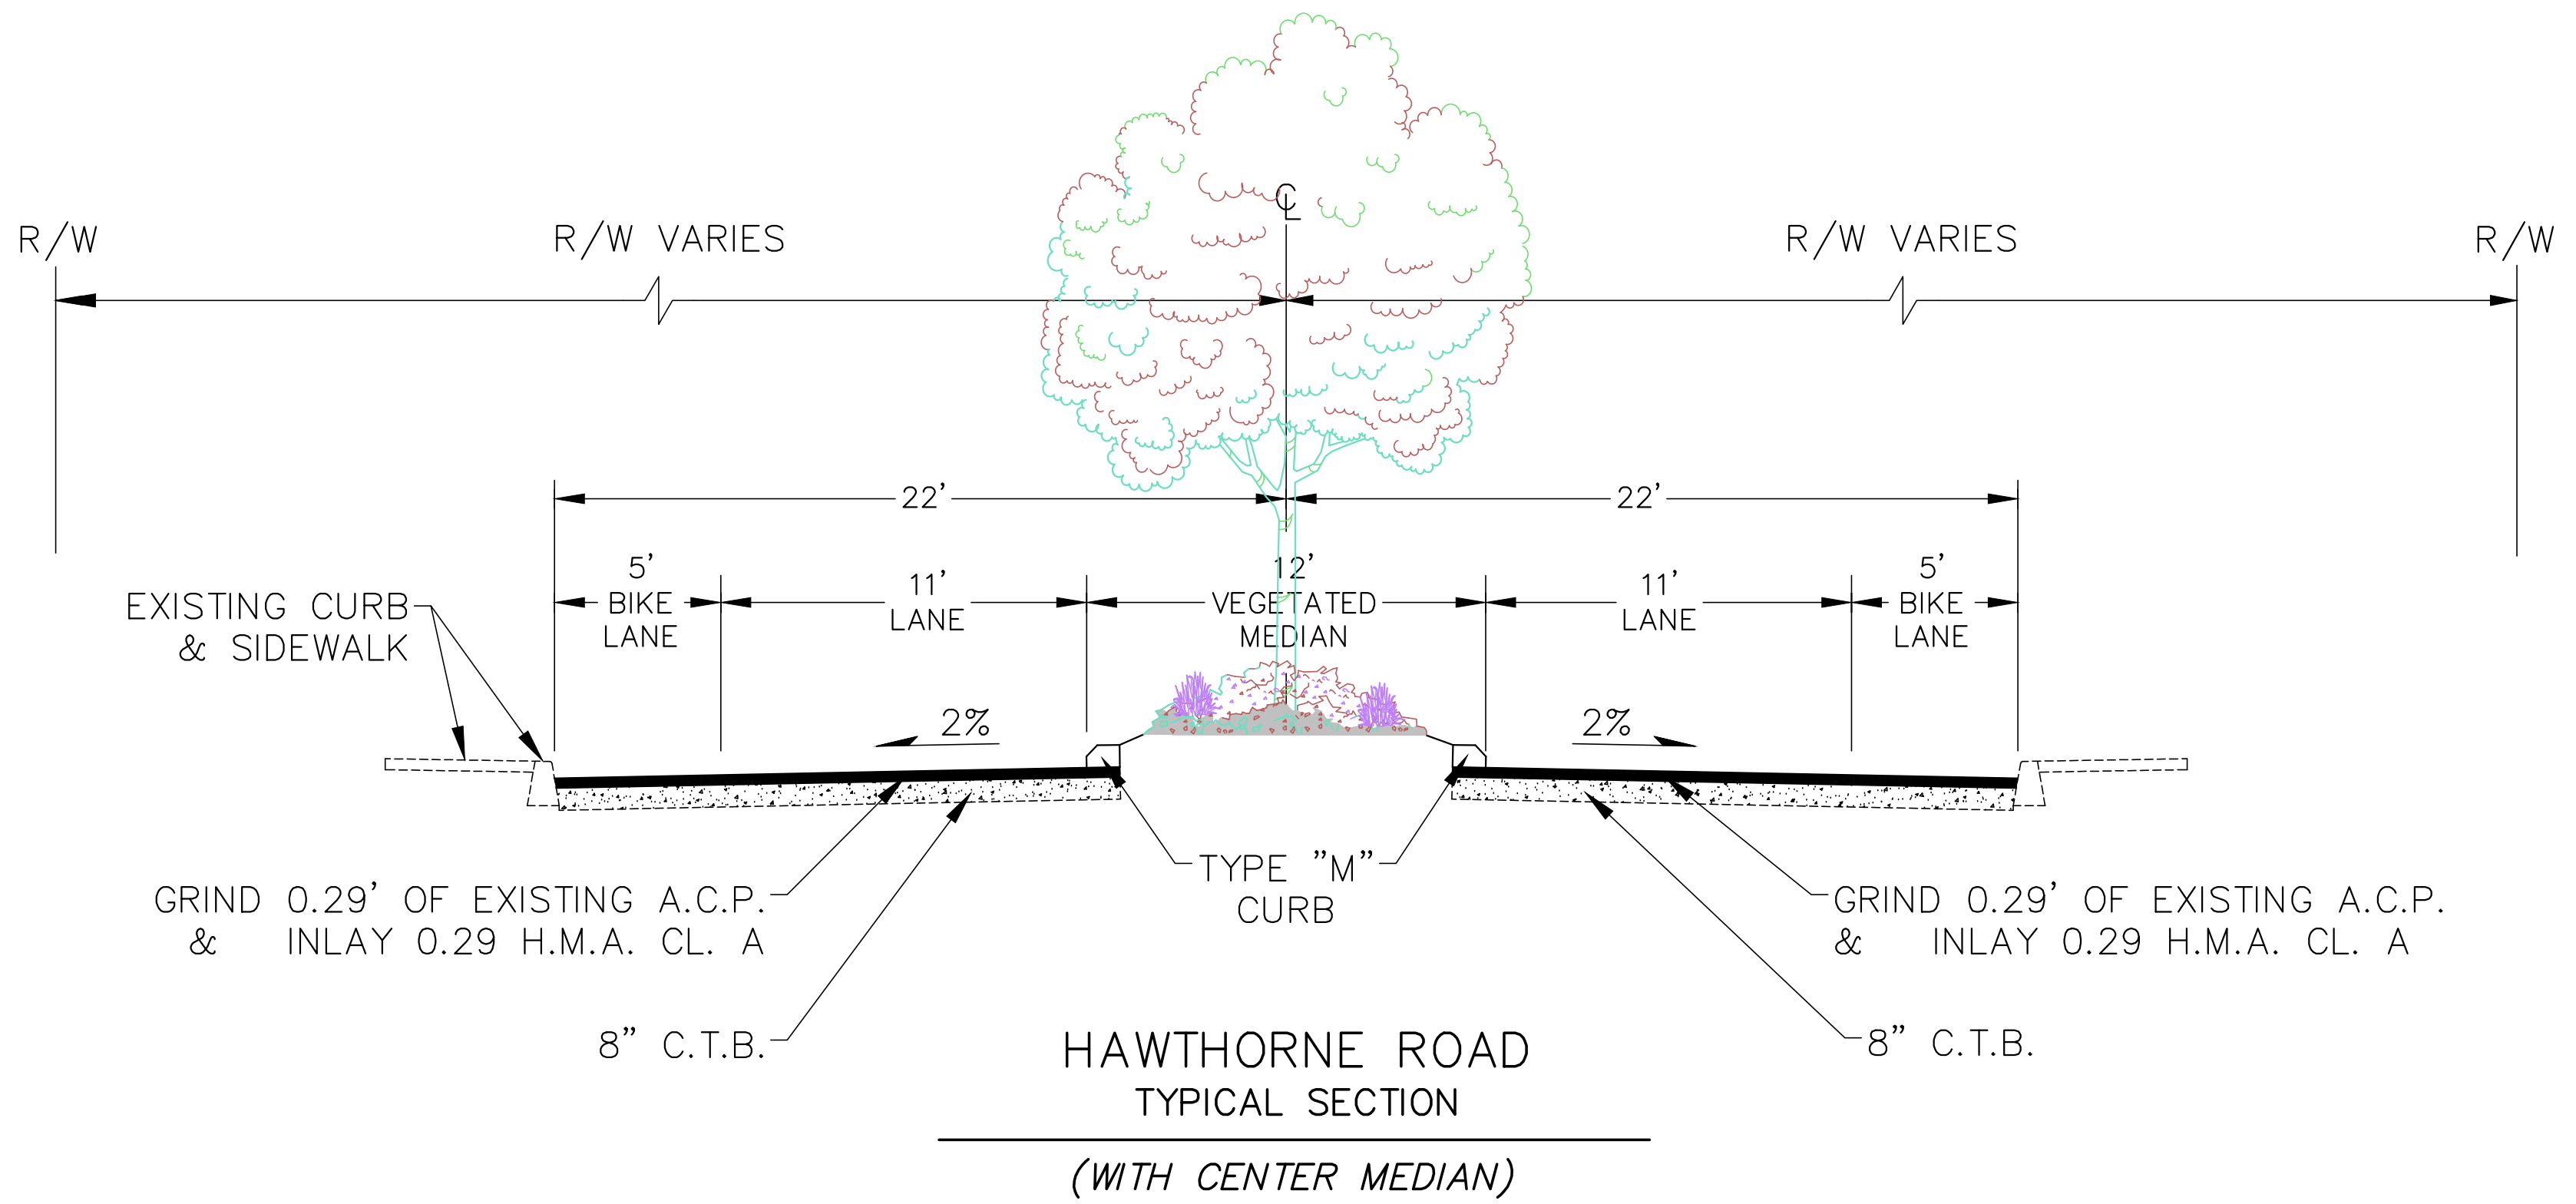 ℄
R/W R/W VARIES R/W VARIES R/W
22' 22'
5' 11' 12' 11' 5'
BIKE LANE VEGETATED LANE BIKE
LANE MEDIAN LANE
EXISTING CURB
& SIDEWALK
2% 2%
TYPE "M"
CURB
GRIND 0.29' OF EXISTING A.C.P.
& INLAY 0.29 H.M.A. CL. A
GRIND 0.29' OF EXISTING A.C.P.
& INLAY 0.29 H.M.A. CL. A
8" C.T.B. 8" C.T.B.
HAWTHORNE ROAD
TYPICAL SECTION
(WITH CENTER MEDIAN)